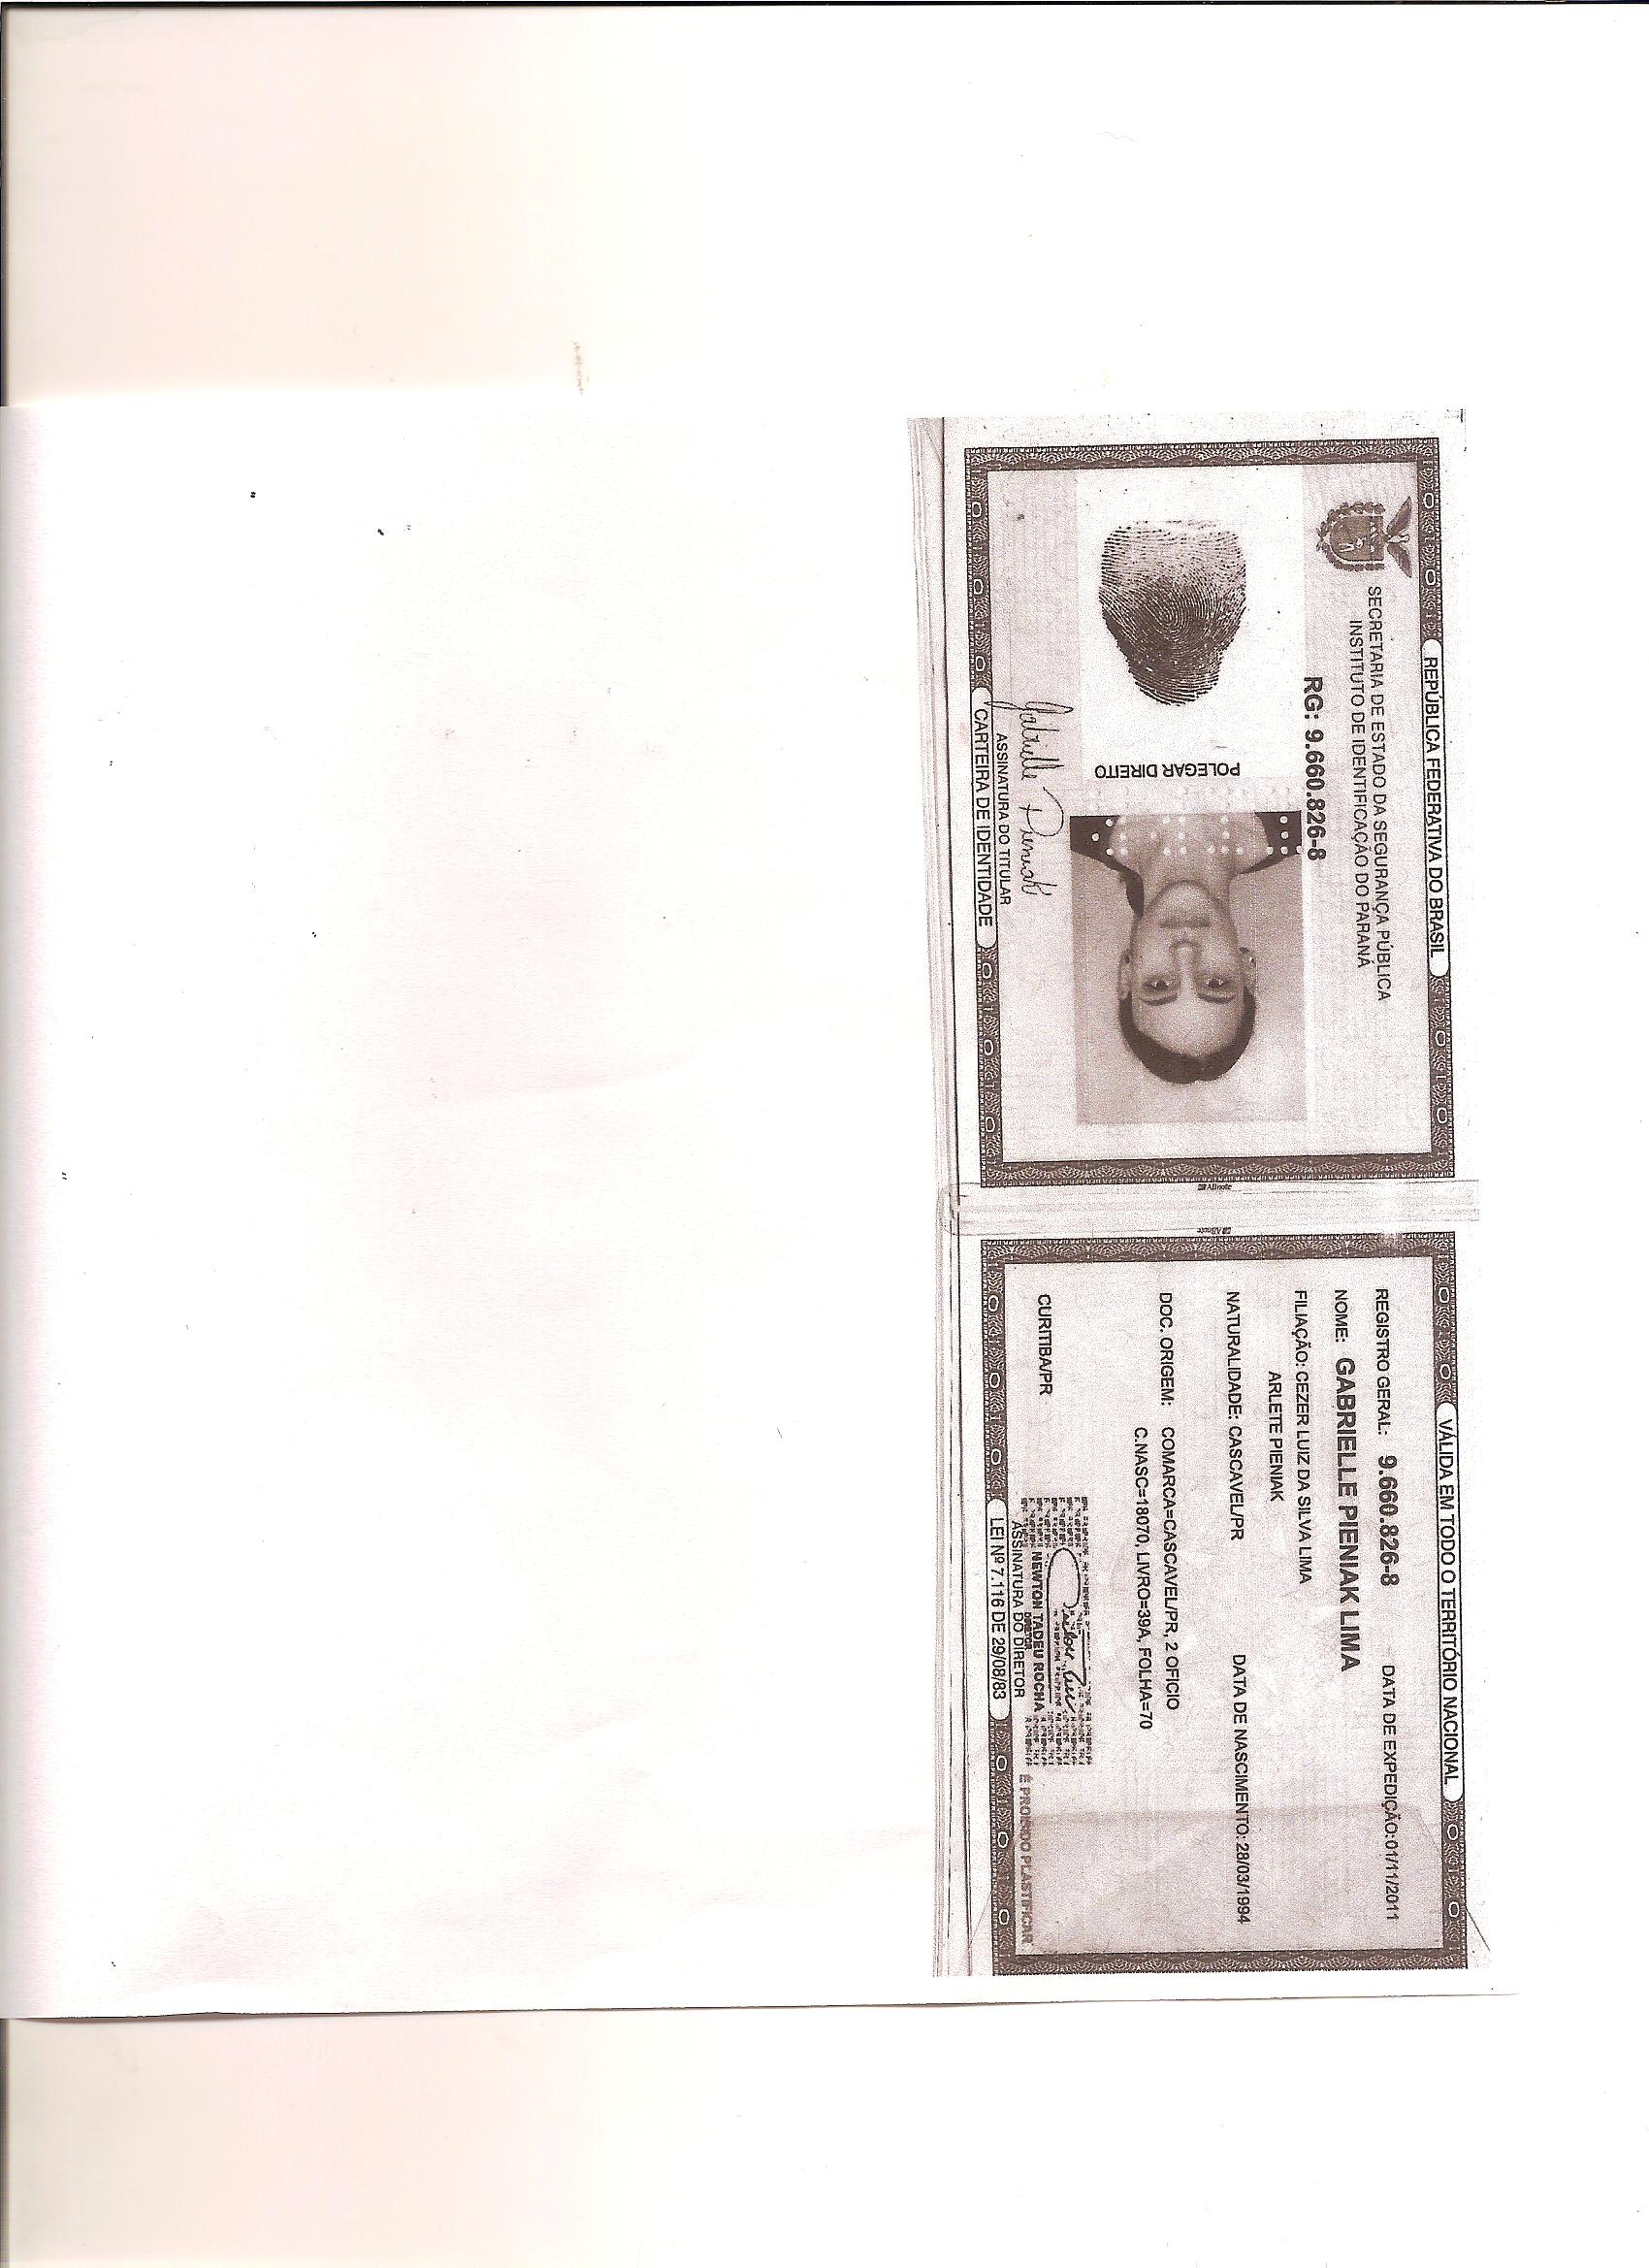 REPÚBLICA FEDERATIVA DO BRASIL
SECRETARIA DE ESTADO DA SEGURANÇA PÚBLICA
INSTITUTO DE IDENTIFICAÇÃO DO PARANÁ
RG: 9.660.826-8
POLEGAR DIREITO
Gabrielle Pieniak
ASSINATURA DO TITULAR
CARTEIRA DE IDENTIDADE
VÁLIDA EM TODO O TERRITÓRIO NACIONAL
REGISTRO GERAL: 9.660.826-8 DATA DE EXPEDIÇÃO:01/11/2011
NOME: GABRIELLE PIENIAK LIMA
FILIAÇÃO: CEZER LUIZ DA SILVA LIMA
ARLETE PIENIAK
NATURALIDADE: CASCAVEL/PR DATA DE NASCIMENTO: 28/03/1994
DOC. ORIGEM: COMARCA=CASCAVEL/PR, 2 OFICIO
C.NASC=18070, LIVRO=39A, FOLHA=70
CURITIBA/PR
NEWTON TADEU ROCHA
DIRETOR
ASSINATURA DO DIRETOR
É PROIBIDO PLASTIFICAR
LEI Nº 7.116 DE 29/08/83